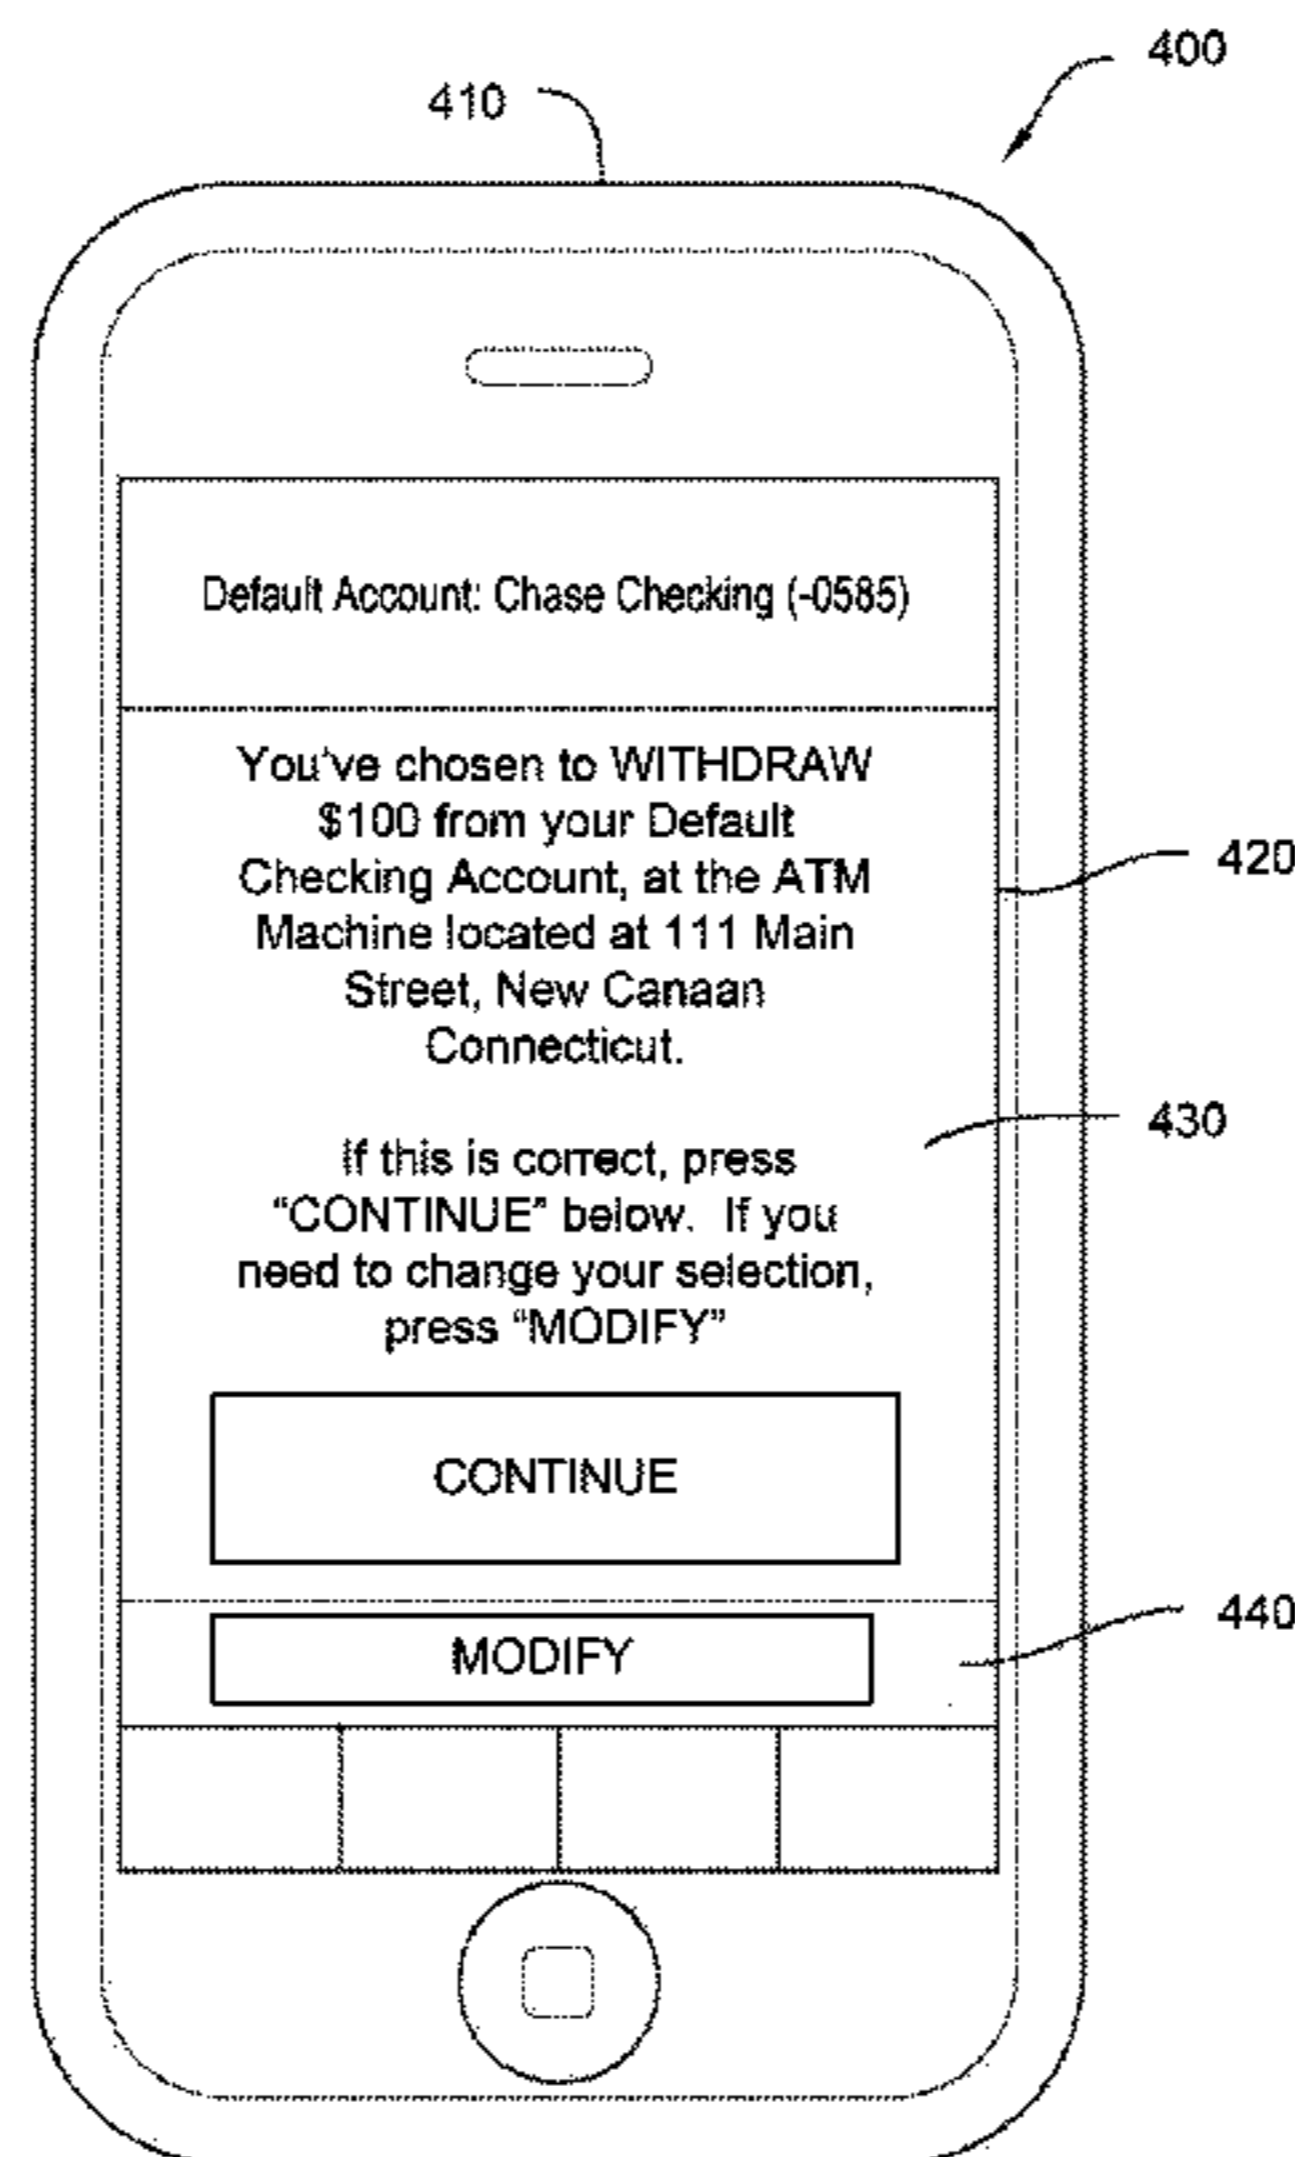 400
410
Default Account: Chase Checking (-0585)
You've chosen to WITHDRAW
$100 from your Default
Checking Account, at the ATM
Machine located at 111 Main
Street, New Canaan
Connecticut.
420
430
If this is correct, press
“CONTINUE” below.  If you
need to change your selection,
press “MODIFY”
CONTINUE
440
MODIFY